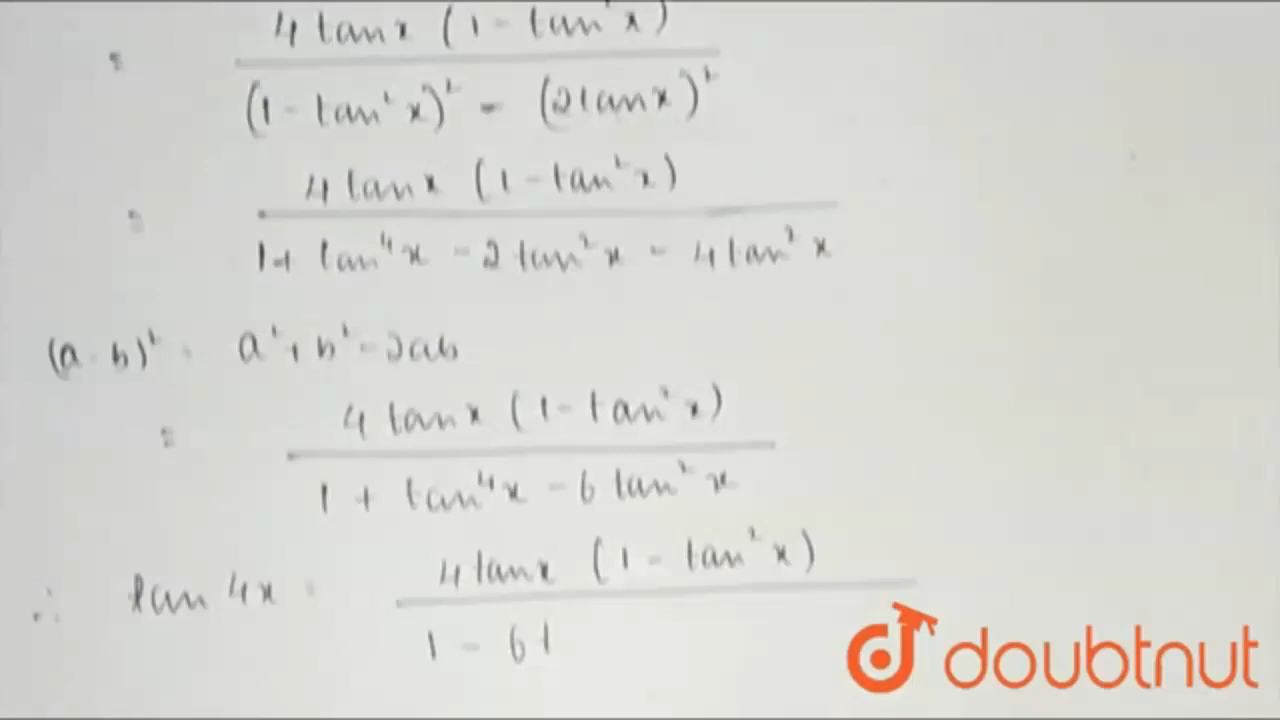 = 4 tan x (1 - tan² x)
(1 - tan² x)² - (2 tan x)²
= 4 tan x (1 - tan² x)
1 + tan⁴ x - 2 tan² x - 4 tan² x
(a - b)² = a² + b² - 2ab
= 4 tan x (1 - tan² x)
1 + tan⁴ x - 6 tan² x
∴ tan 4x = 4 tan x (1 - tan² x)
1 - 6 t
doubtnut